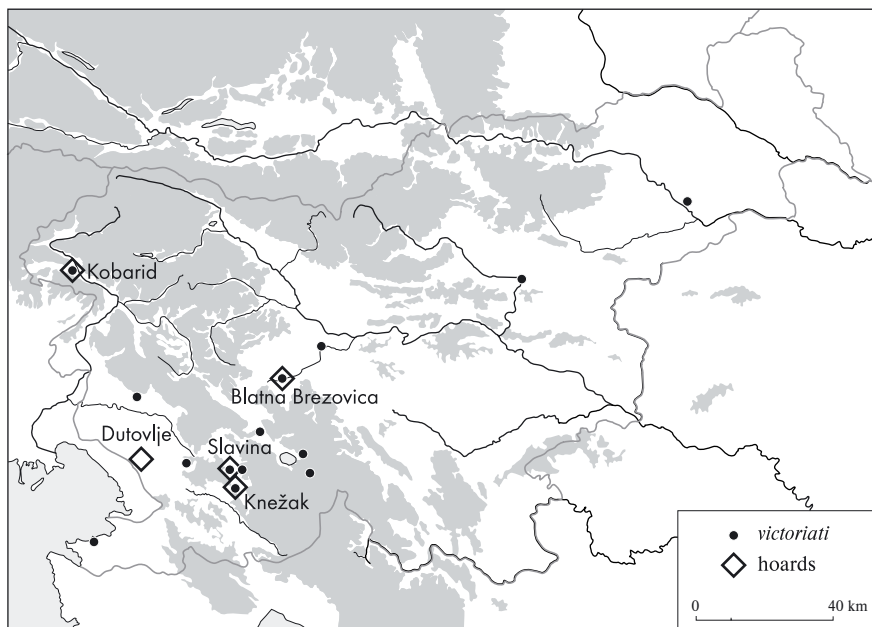 Kobarid
Blatna Brezovica
Dutovlje
Slavina
Knežak
victoriati
hoards
0
40 km